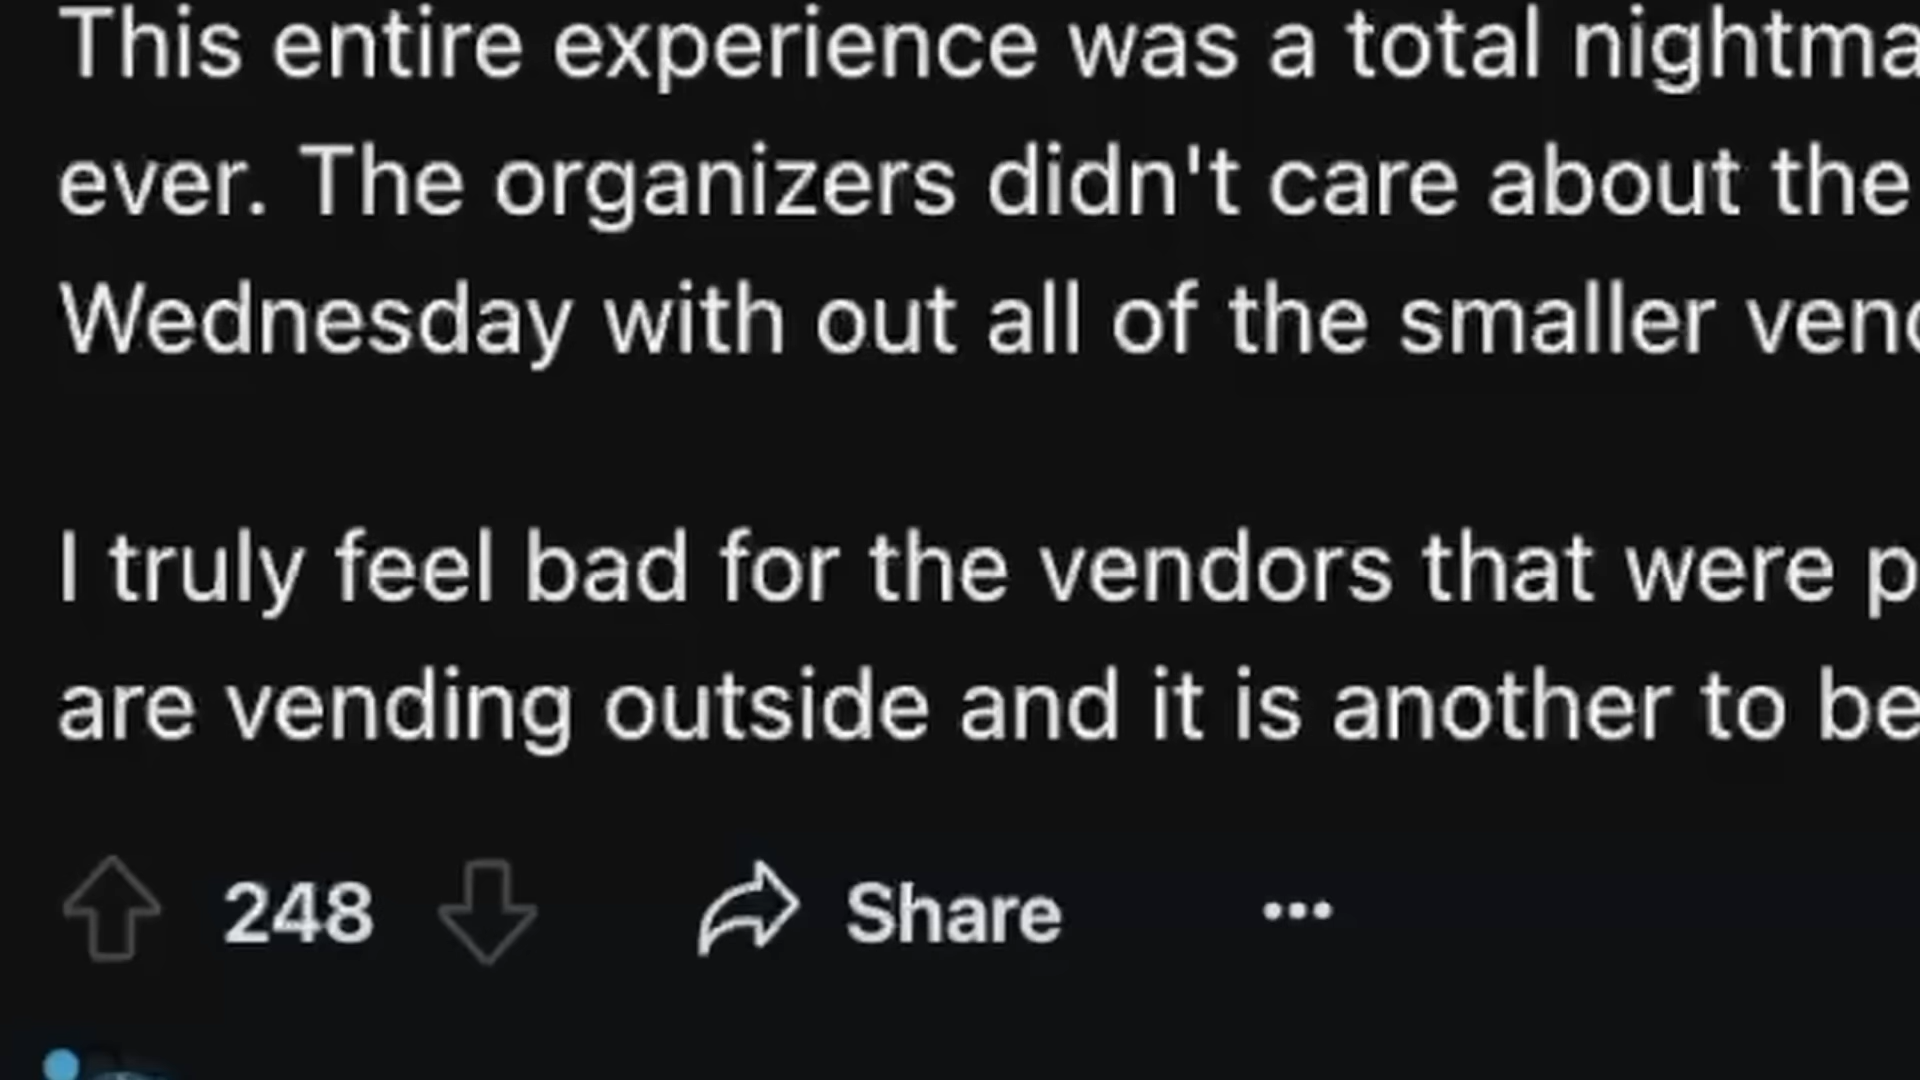 This entire experience was a total
ever. The organizers didn't care about the
Wednesday with out all of the smaller
I truly feel bad for the vendors that were
are vending outside and it is another to be
248 Share